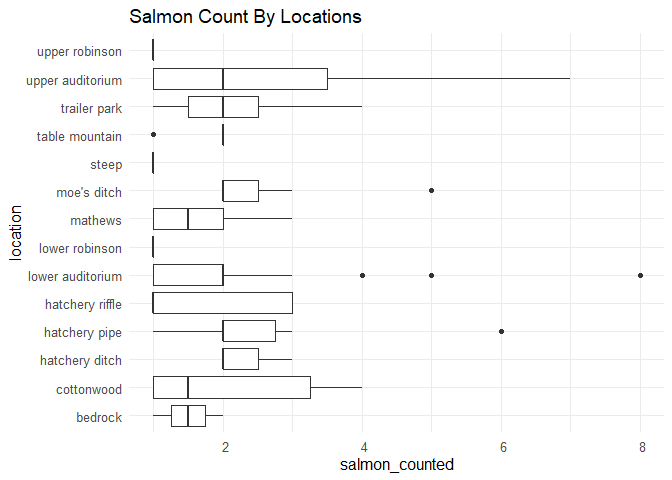 Salmon Count By Locations
upper robinson
upper auditorium
trailer park
table mountain
steep
moe's ditch
mathews
lower robinson
lower auditorium
hatchery riffle
hatchery pipe
hatchery ditch
cottonwood
bedrock
location
2 4 6 8
salmon_counted